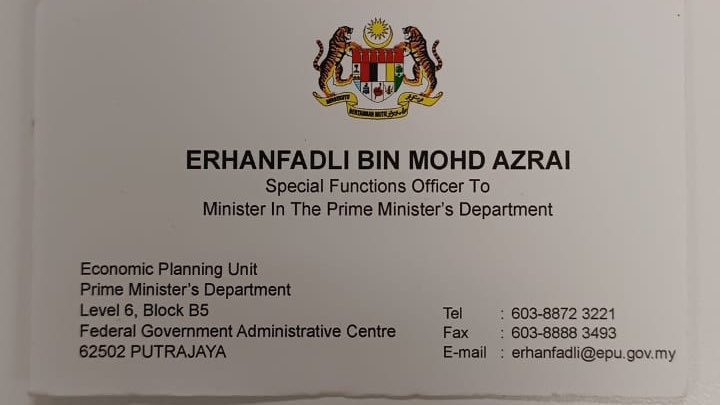 ERHANFADLI BIN MOHD AZRAI
Special Functions Officer To
Minister In The Prime Minister's Department
Economic Planning Unit
Prime Minister's Department
Level 6, Block B5
Federal Government Administrative Centre
62502 PUTRAJAYA
Tel : 603-8872 3221
Fax : 603-8888 3493
E-mail : erhanfadli@epu.gov.my